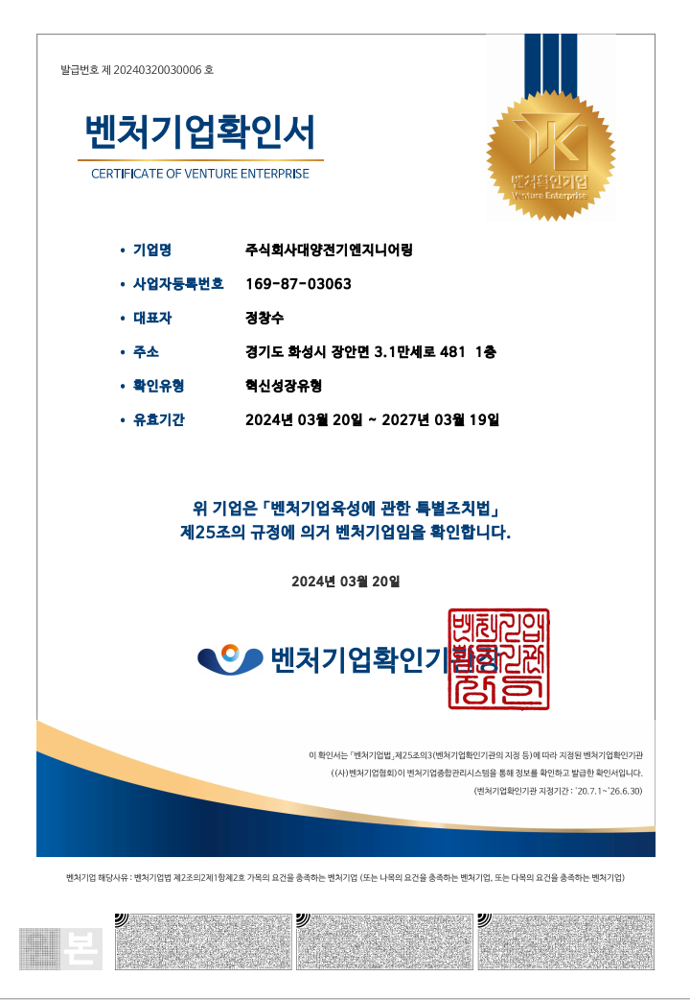 발급번호 제 20240320030006 호
벤처기업확인서
CERTIFICATE OF VENTURE ENTERPRISE
벤처확인기업
Venture Enterprise
• 기업명 주식회사대양전기엔지니어링
• 사업자등록번호 169-87-03063
• 대표자 정창수
• 주소 경기도 화성시 장안면 3.1만세로 481 1층
• 확인유형 혁신성장유형
• 유효기간 2024년 03월 20일 ~ 2027년 03월 19일
위 기업은 「벤처기업육성에 관한 특별조치법」
제25조의 규정에 의거 벤처기업임을 확인합니다.
2024년 03월 20일
벤처기업확인기관장
이 확인서는 「벤처기업법」제25조의3(벤처기업확인기관의 지정 등)에 따라 지정된 벤처기업확인기관
((사)벤처기업협회)이 벤처기업종합관리시스템을 통해 정보를 확인하고 발급한 확인서입니다.
(벤처기업확인기관 지정기간 : '20.7.1~'26.6.30)
벤처기업 해당사유 : 벤처기업법 제2조의2제1항제2호 가목의 요건을 충족하는 벤처기업 (또는 나목의 요건을 충족하는 벤처기업, 또는 다목의 요건을 충족하는 벤처기업)
본